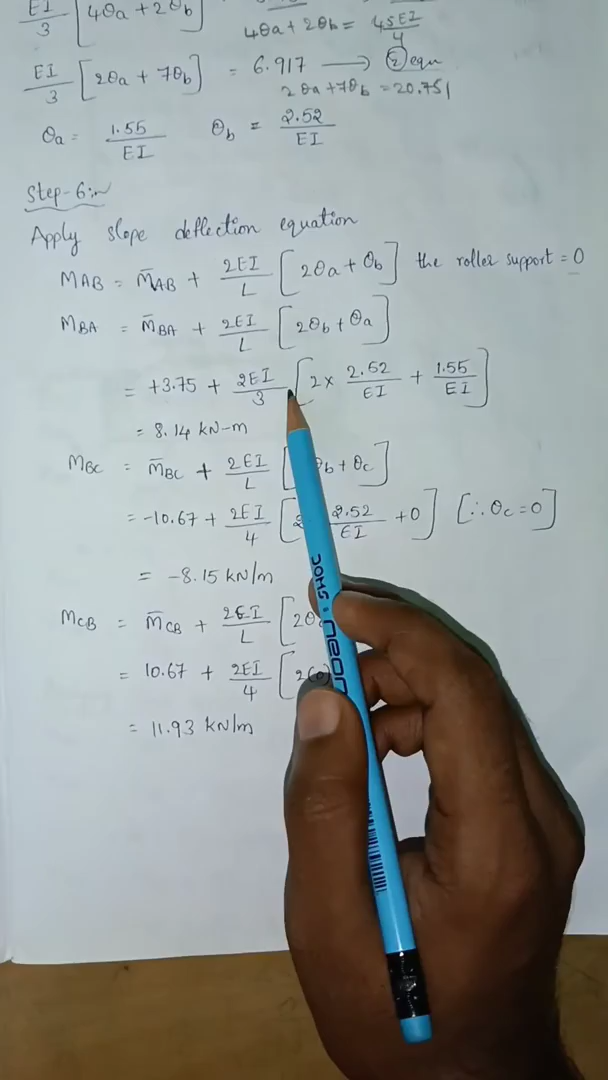 EI/3 [4θa + 2θb]
4θa + 2θb = 45EI/4
EI/3 [2θa + 7θb] = 6.917 ⟶ ② equ
2θa + 7θb = 20.751
θa = 1.55/EI θb = 2.52/EI
Step-6:~
Apply slope deflection equation
MAB = M̄AB + 2EI/L [2θa + θb] the roller support = 0
MBA = M̄BA + 2EI/L [2θb + θa]
= +3.75 + 2EI/3 [2 × 2.52/EI + 1.55/EI]
= 8.14 kN-m
MBC = M̄BC + 2EI/L [ θb + θc]
= -10.67 + 2EI/4 [2 2.52/EI + 0] [∴ θc = 0]
= -8.15 kN/m
MCB = M̄CB + 2EI/L [2θ
= 10.67 + 2EI/4 [2(0)
= 11.93 kN/m
DOMS : neon